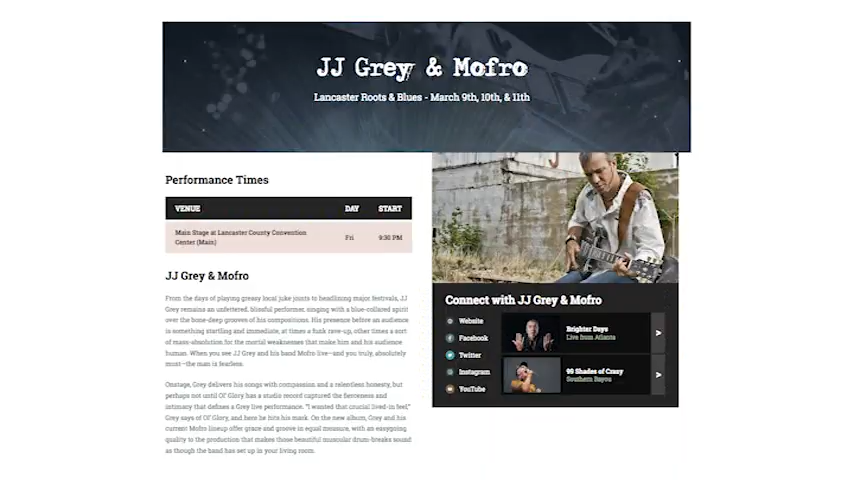 JJ Grey & Mofro
Lancaster Roots & Blues - March 9th, 10th, & 11th
Performance Times
VENUE DAY START
Main Stage at Lancaster County Convention
Center (Main)
Fri 9:30 PM
JJ Grey & Mofro
From the days of playing greasy local juke joints to headlining major festivals, JJ
Grey remains an unfettered, blissful performer, singing with a blue-collared spirit
over the bone-deep grooves of his compositions. His presence before an audience
is something startling and immediate, at times a funk rave-up, other times a sort
of mass-absolution for the mortal weaknesses that make him and his audience
human. When you see JJ Grey and his band Mofro live—and you truly, absolutely
must—the man is fearless.
Onstage, Grey delivers his songs with compassion and a relentless honesty, but
perhaps not until Ol' Glory has a studio record captured the fierceness and
intimacy that defines a Grey live performance. "I wanted that crucial lived-in feel,"
Grey says of Ol' Glory, and here he hits his mark. On the new album, Grey and his
current Mofro lineup offer grace and groove in equal measure, with an easygoing
quality to the production that makes those beautiful muscular drum-breaks sound
as though the band has set up in your living room.
Connect with JJ Grey & Mofro
Website
Facebook
Twitter
Instagram
YouTube
Brighter Days
Live from Atlanta
>
99 Shades of Crazy
Southern Bayou
>